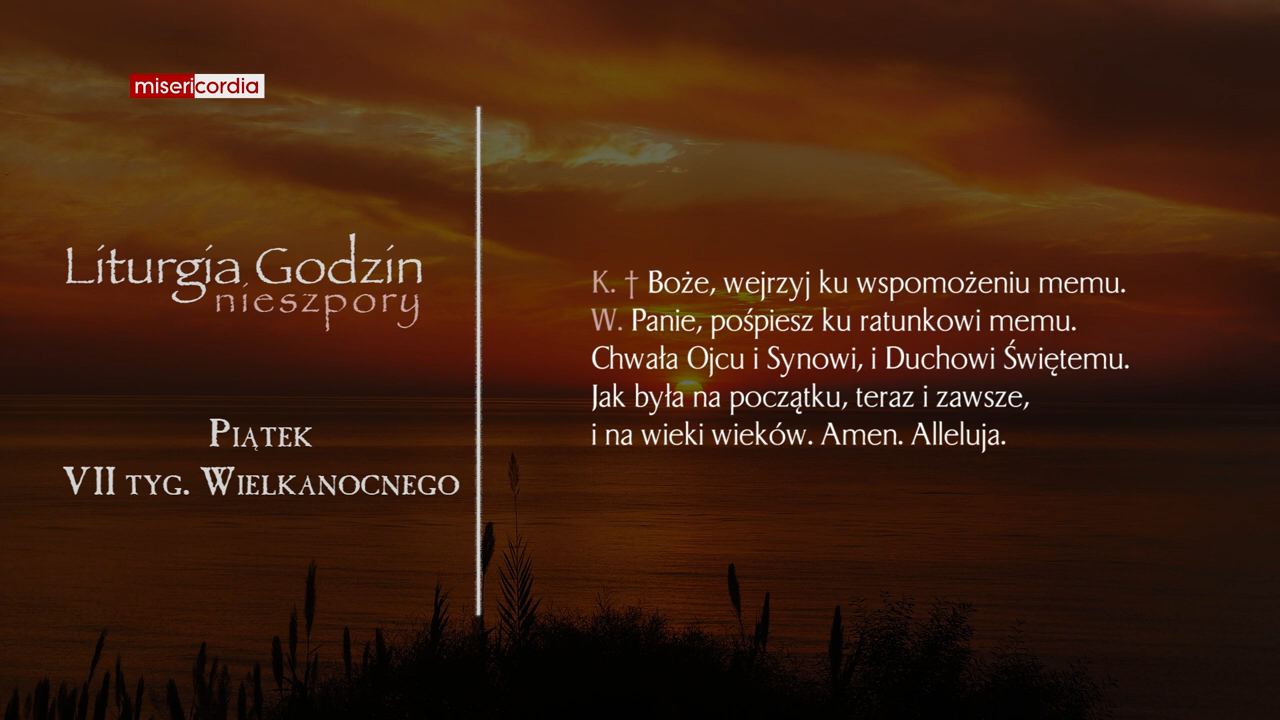 misericordia
Liturgia Godzin
nieszpory
Piątek
VII tyg. Wielkanocnego
K. † Boże, wejrzyj ku wspomożeniu memu.
W. Panie, pośpiesz ku ratunkowi memu.
Chwała Ojcu i Synowi, i Duchowi Świętemu.
Jak była na początku, teraz i zawsze,
i na wieki wieków. Amen. Alleluja.